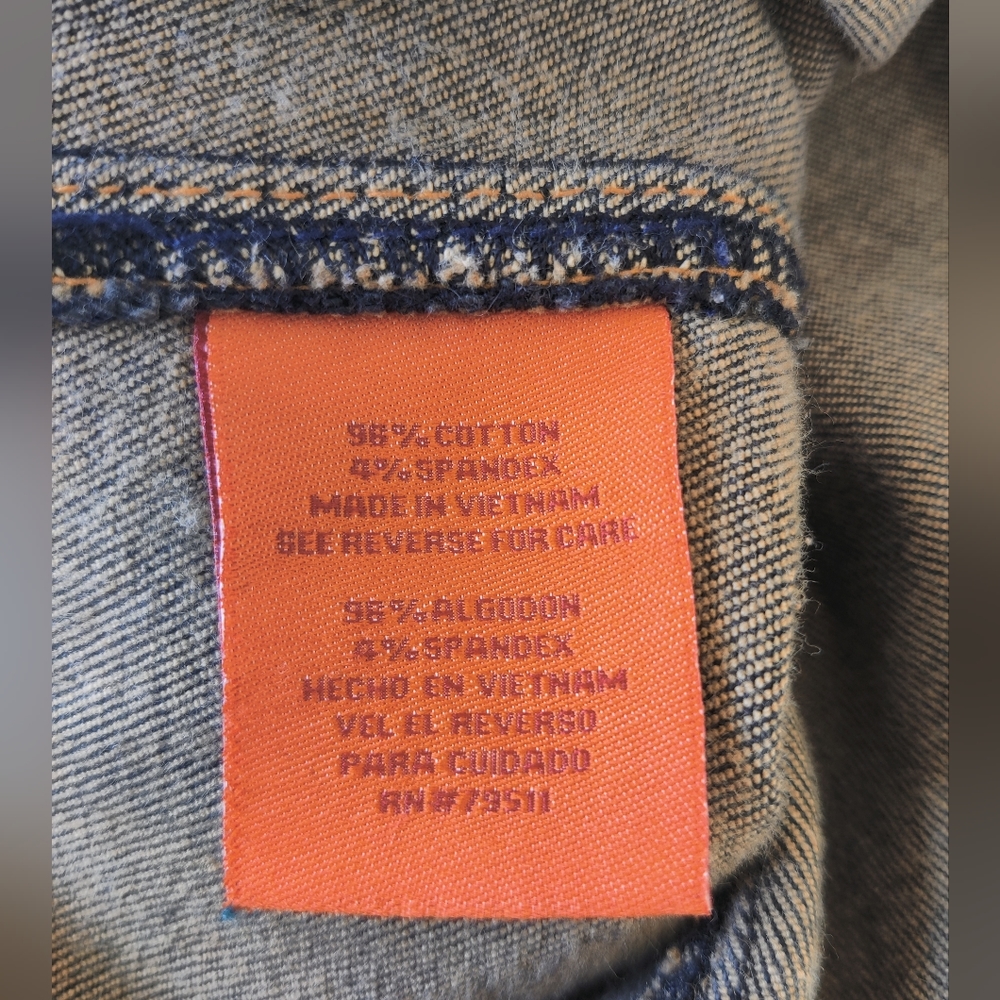 96% COTTON
4% SPANDEX
MADE IN VIETNAM
SEE REVERSE FOR CARE
96% ALGODON
4% SPANDEX
HECHO EN VIETNAM
VEL EL REVERSO
PARA CUIDADO
RN# 79511